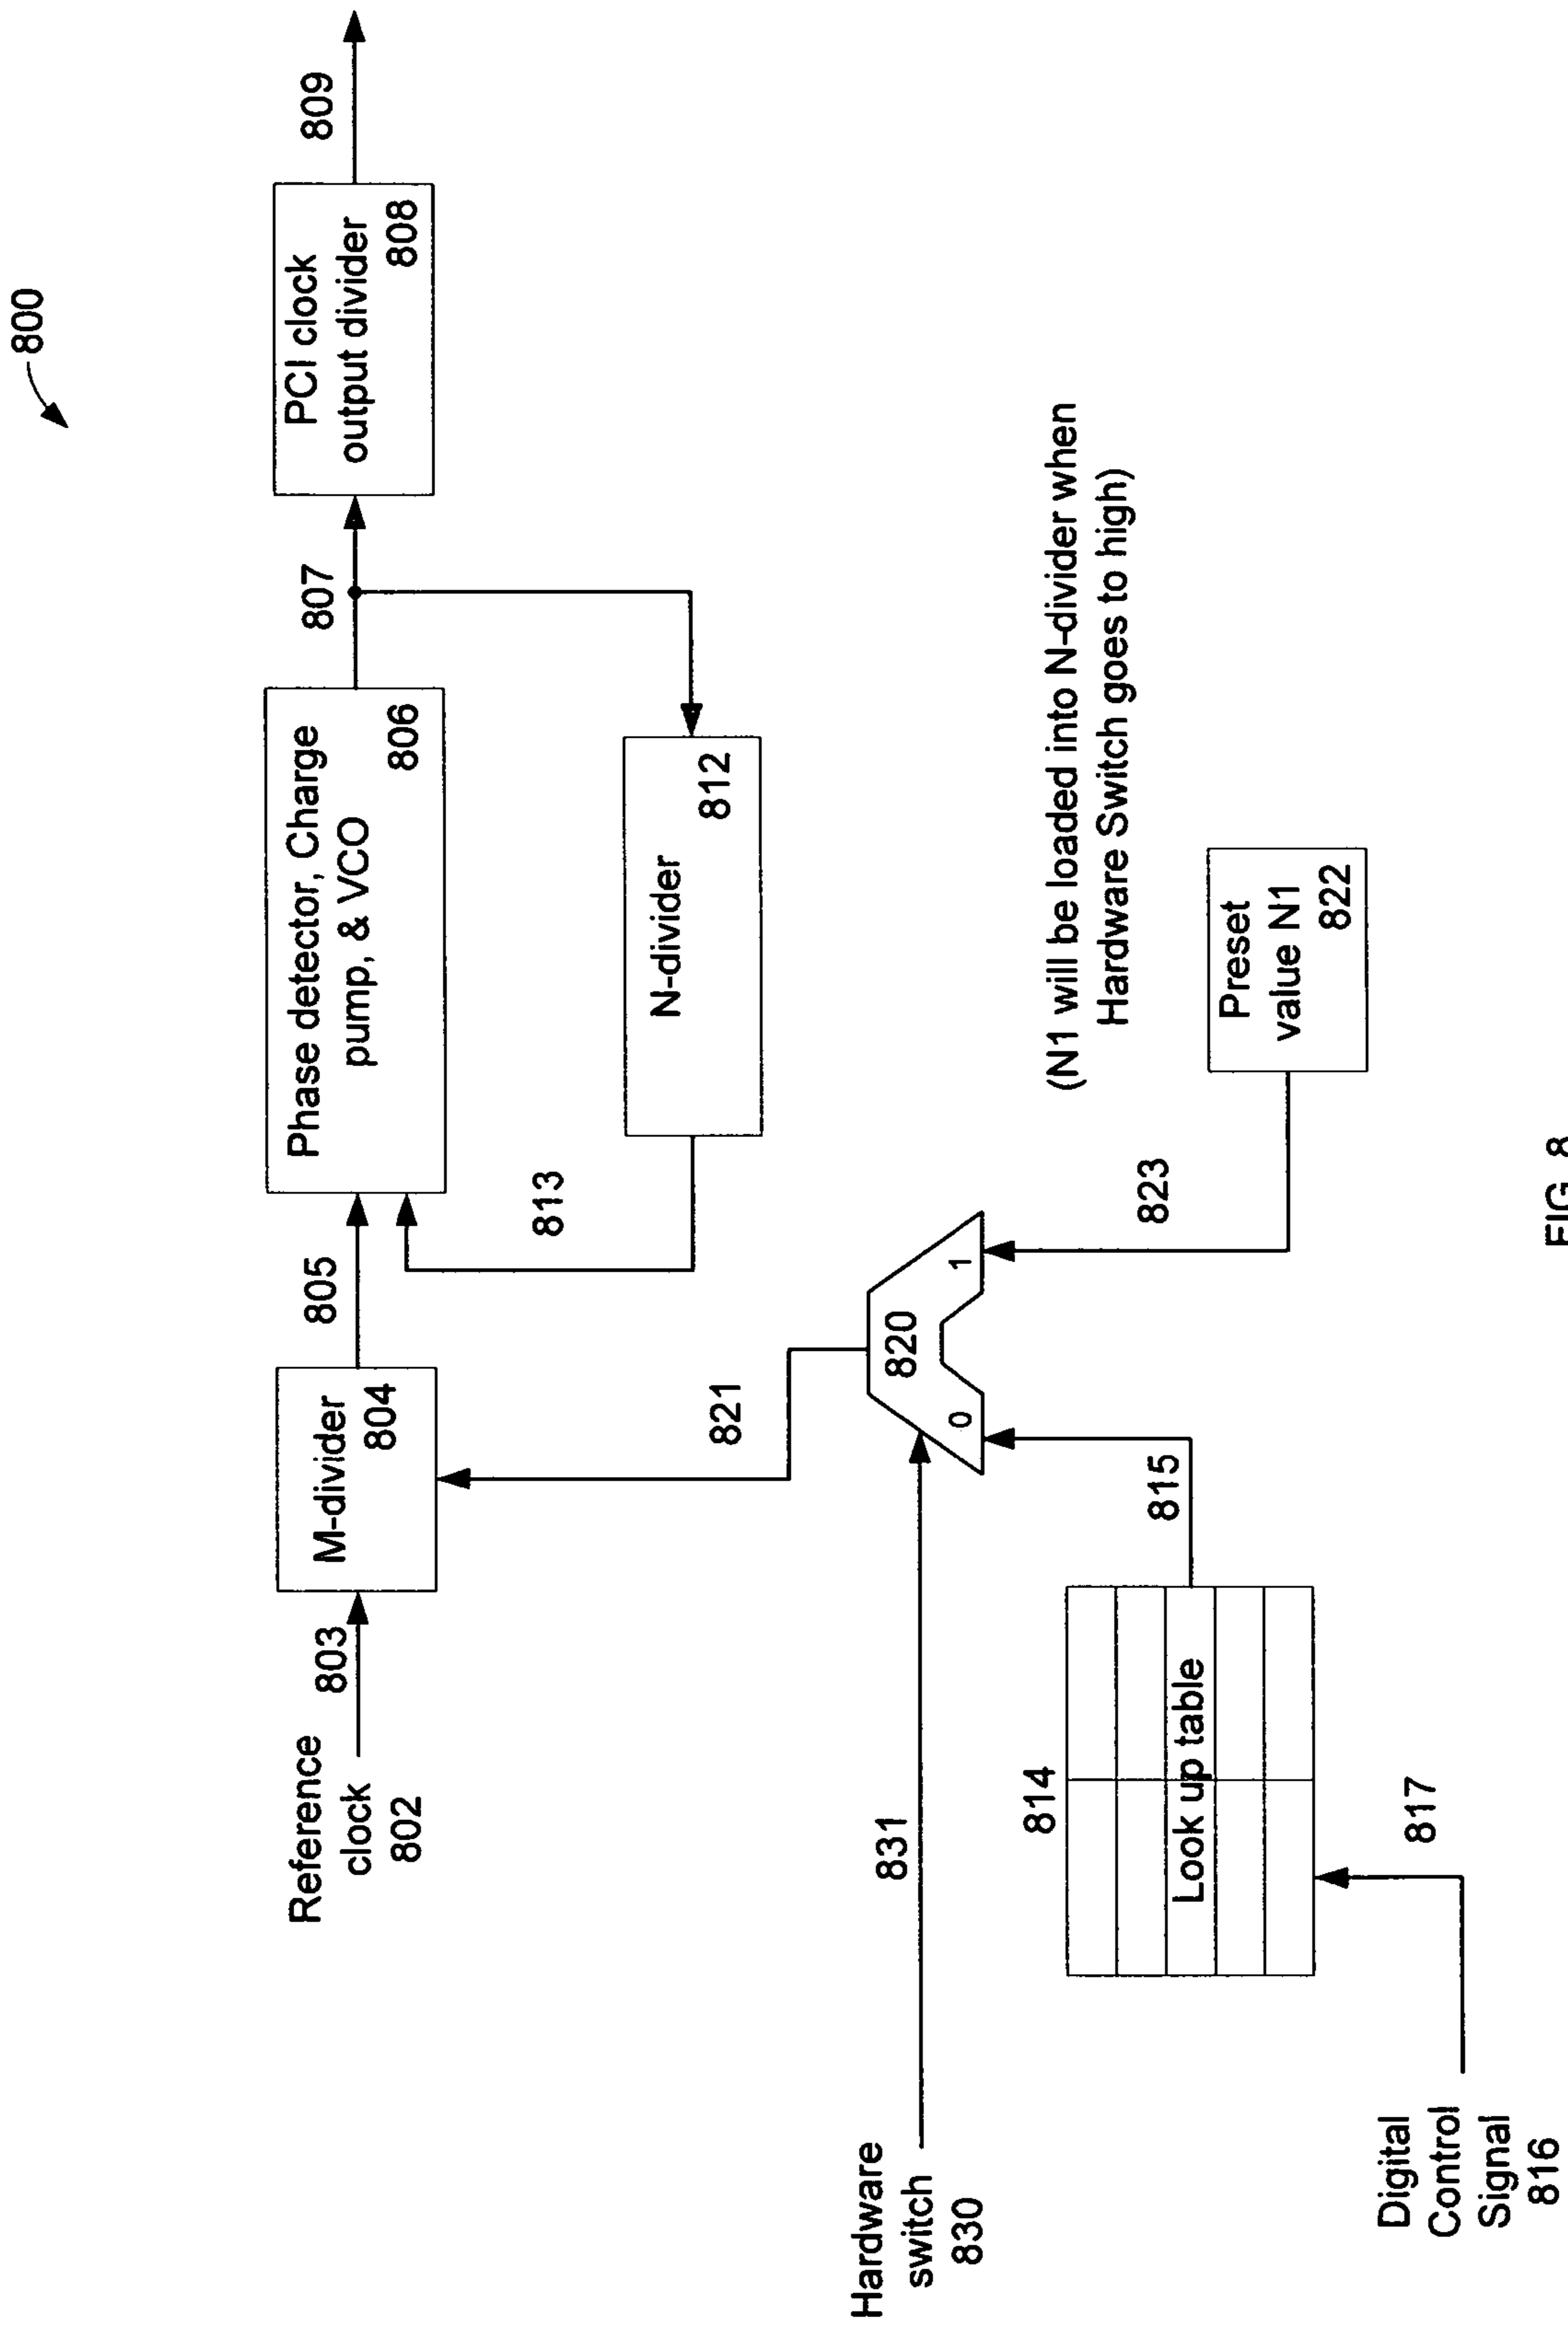 800
Reference
clock
802
803
M-divider
804
805
Phase detector, Charge
pump, & VCO
806
807
PCI clock
output divider
808
809
813
N-divider
812
821
Hardware
switch
830
831
820
0
1
(N1 will be loaded into N-divider when
Hardware Switch goes to high)
814
Look up table
815
823
Preset
value N1
822
Digital
Control
Signal
816
817
FIG. 8